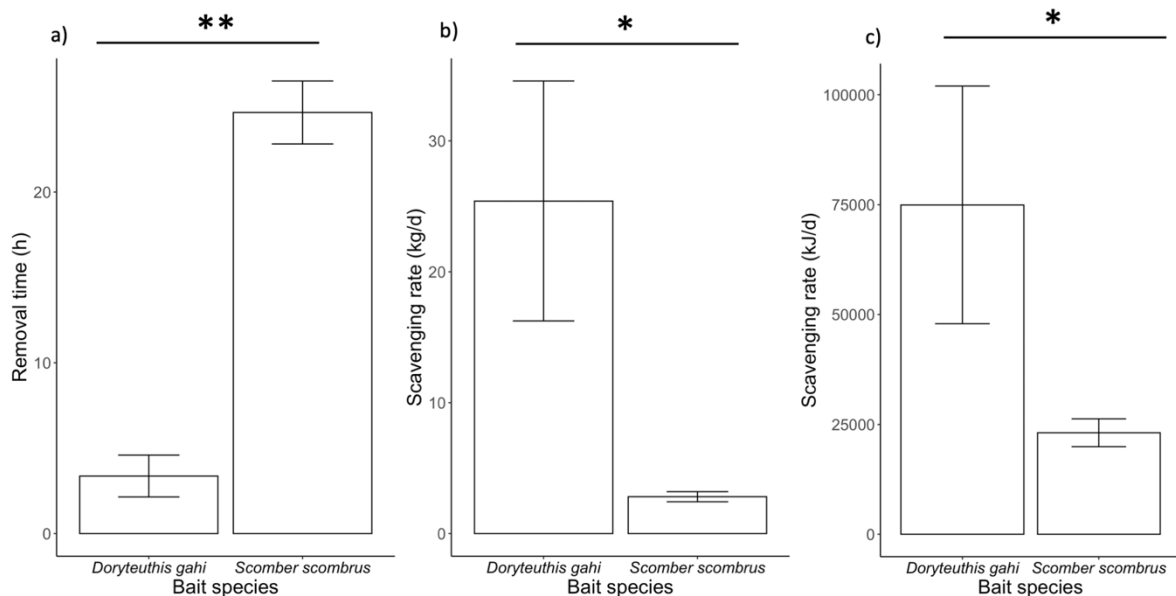 a)
**
Removal time (h)
20
10
0
Doryteuthis gahi Scomber scombrus
Bait species
b)
*
Scavenging rate (kg/d)
30
20
10
0
Doryteuthis gahi Scomber scombrus
Bait species
c)
*
Scavenging rate (kJ/d)
100000
75000
50000
25000
0
Doryteuthis gahi Scomber scombrus
Bait species